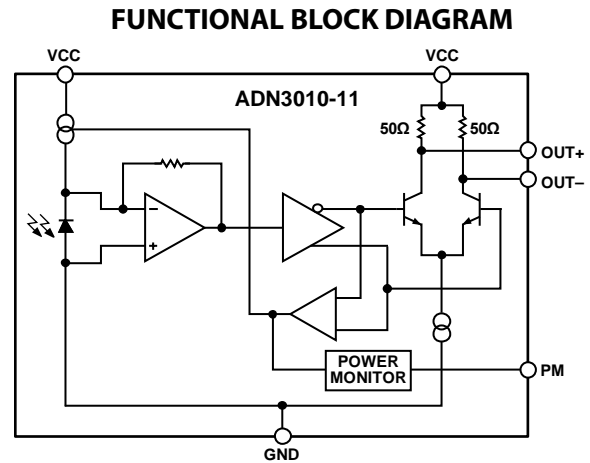 FUNCTIONAL BLOCK DIAGRAM
VCC
VCC
ADN3010-11
50Ω
50Ω
OUT+
OUT–
–
+
POWER
MONITOR
PM
GND